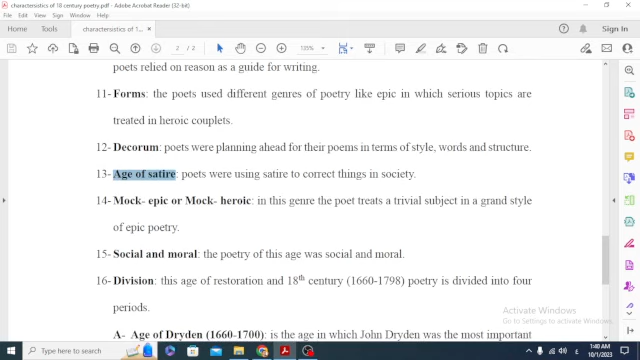 characteristics of 18 century poetry.pdf - Adobe Acrobat Reader (32-bit)
File Edit View Sign Window Help
Home Tools characteristics of 1... × Sign In
2 / 2 135%
poets relied on reason as a guide for writing.
11- Forms: the poets used different genres of poetry like epic in which serious topics are
treated in heroic couplets.
12- Decorum: poets were planning ahead for their poems in terms of style, words and structure.
13- Age of satire: poets were using satire to correct things in society.
14- Mock- epic or Mock- heroic: in this genre the poet treats a trivial subject in a grand style
of epic poetry.
15- Social and moral: the poetry of this age was social and moral.
16- Division: this age of restoration and 18th century (1660-1798) poetry is divided into four
periods.
A- Age of Dryden (1660-1700): is the age in which John Dryden was the most important
Activate Windows
Go to Settings to activate Windows.
Type here to search
1:40 AM
10/1/2023